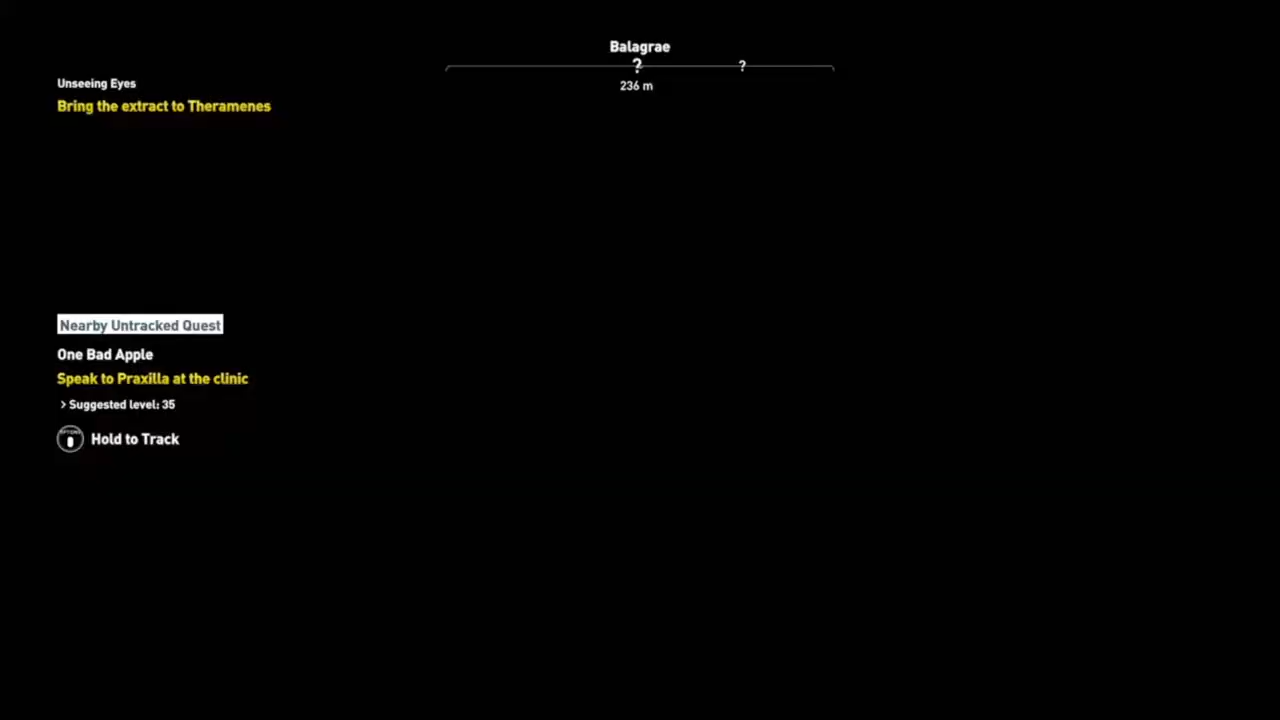 Balagrae
?
?
236 m
Unseeing Eyes
Bring the extract to Theramenes
Nearby Untracked Quest
One Bad Apple
Speak to Praxilla at the clinic
> Suggested level: 35
OPTIONS
Hold to Track